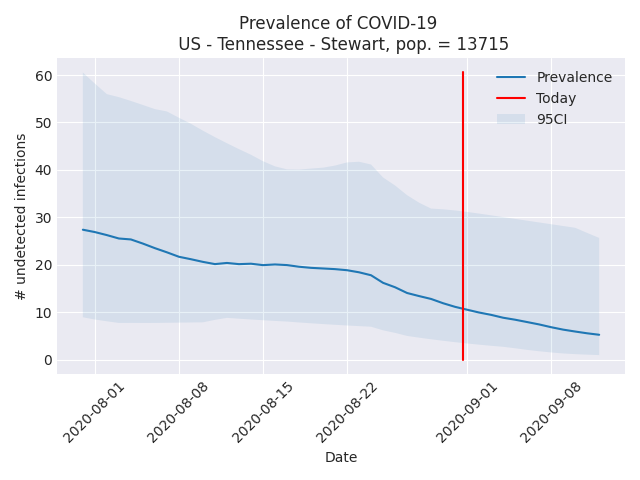 Prevalence of COVID-19
US - Tennessee - Stewart, pop. = 13715
Prevalence
Today
95CI
# undetected infections
60
50
40
30
20
10
0
2020-08-01
2020-08-08
2020-08-15
2020-08-22
2020-09-01
2020-09-08
Date